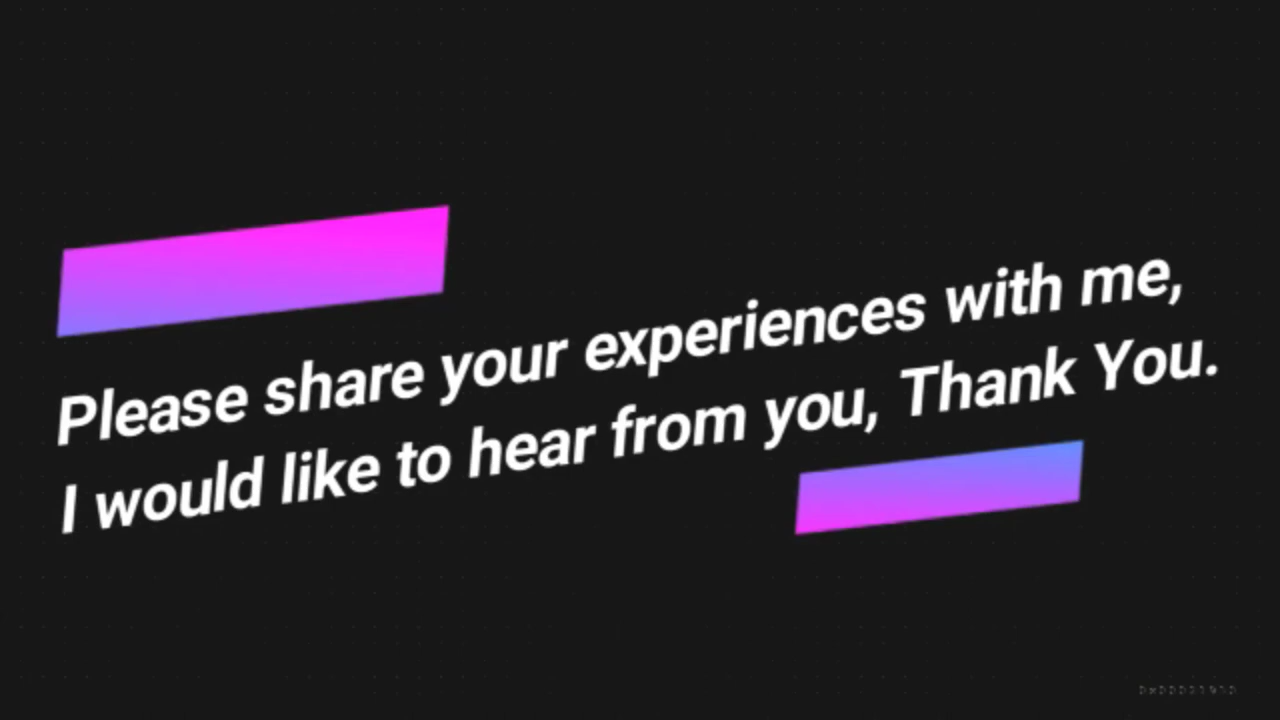 Please share your experiences with me,
I would like to hear from you, Thank You.